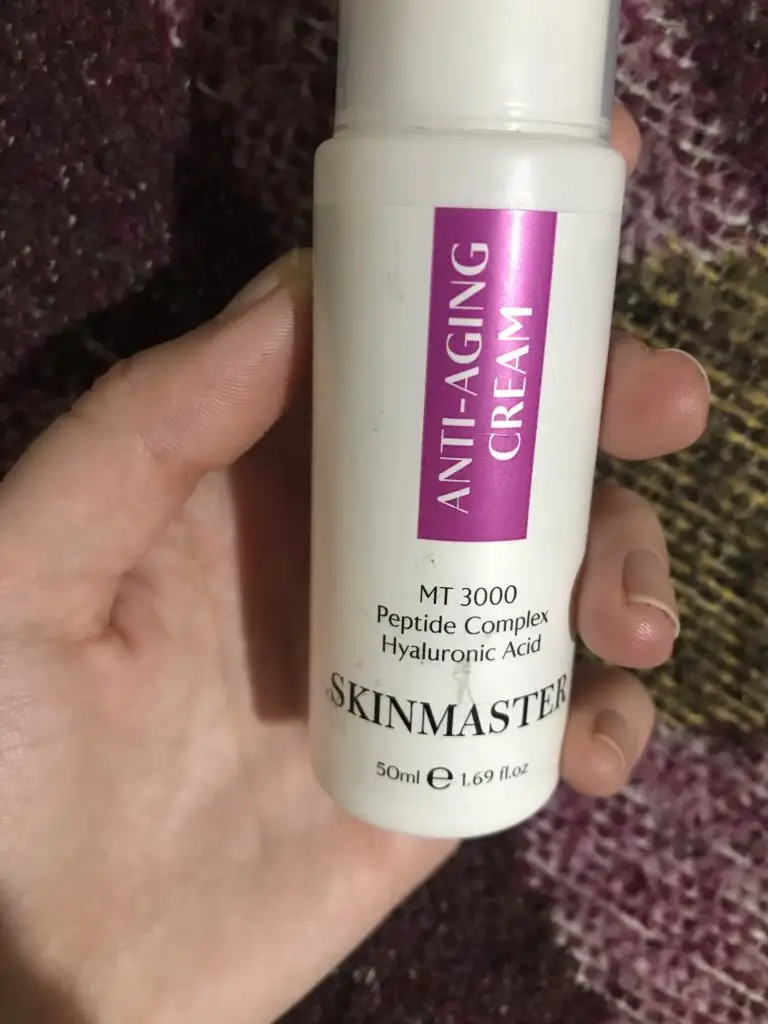 ANTI-AGING
CREAM
MT 3000
Peptide Complex
Hyaluronic Acid
SKINMASTER
50ml ℮ 1.69 fl.oz